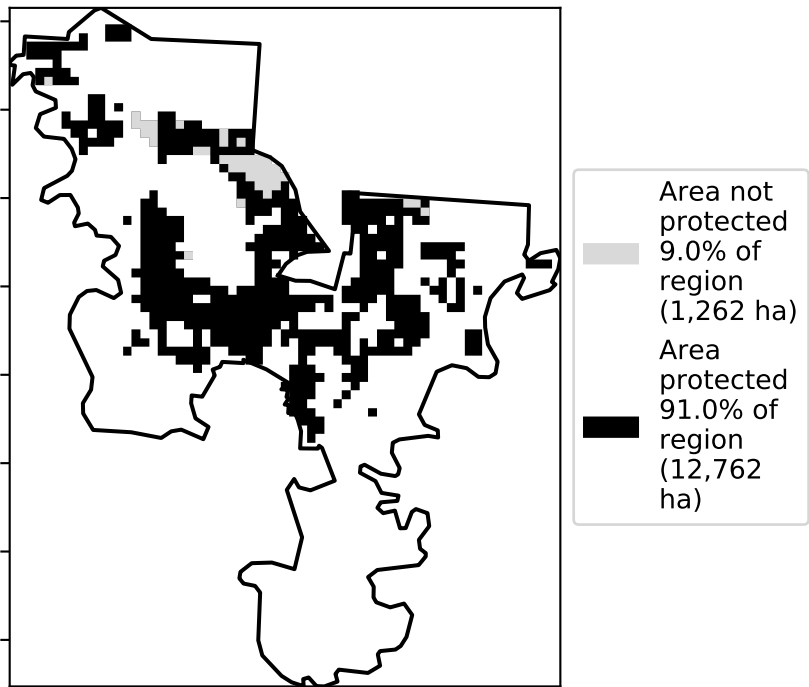 Area not
protected
9.0% of
region
(1,262 ha)
Area
protected
91.0% of
region
(12,762
ha)